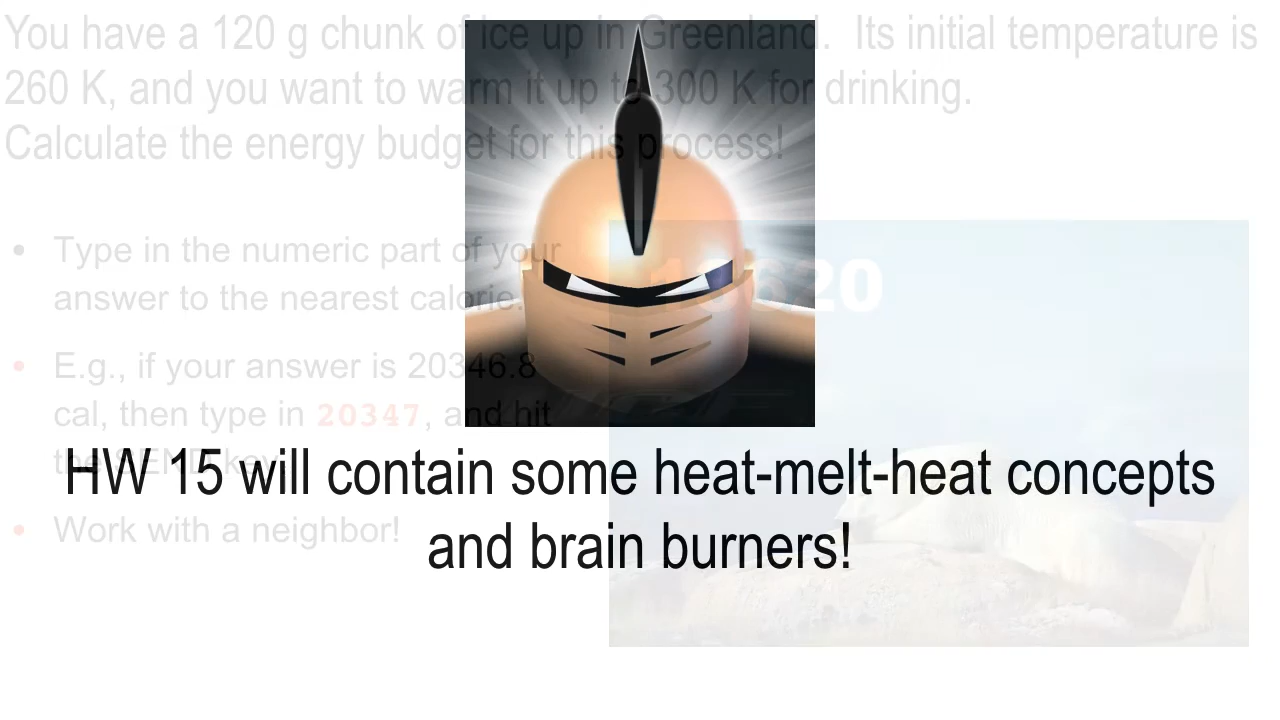 You have a 120 g chunk of ice up in Greenland. Its initial temperature is
260 K, and you want to warm it up to 300 K for drinking.
Calculate the energy budget for this process!
• Type in the numeric part of your
answer to the nearest calorie.
• E.g., if your answer is 20346.8
cal, then type in 20347, and hit
the SEND key.
• Work with a neighbor!
HW 15 will contain some heat-melt-heat concepts
and brain burners!